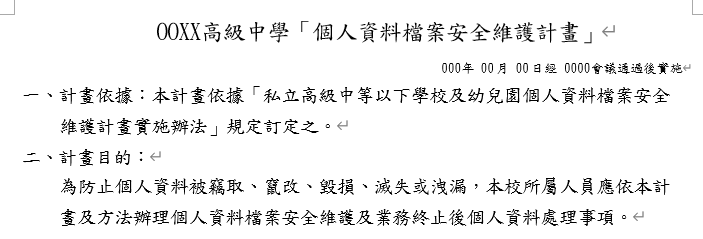 OOXX高級中學「個人資料檔案安全維護計畫」
000年 00月 00日經 0000會議通過後實施
一、計畫依據：本計畫依據「私立高級中等以下學校及幼兒園個人資料檔案安全
維護計畫實施辦法」規定訂定之。
二、計畫目的：
為防止個人資料被竊取、竄改、毀損、滅失或洩漏，本校所屬人員應依本計
畫及方法辦理個人資料檔案安全維護及業務終止後個人資料處理事項。